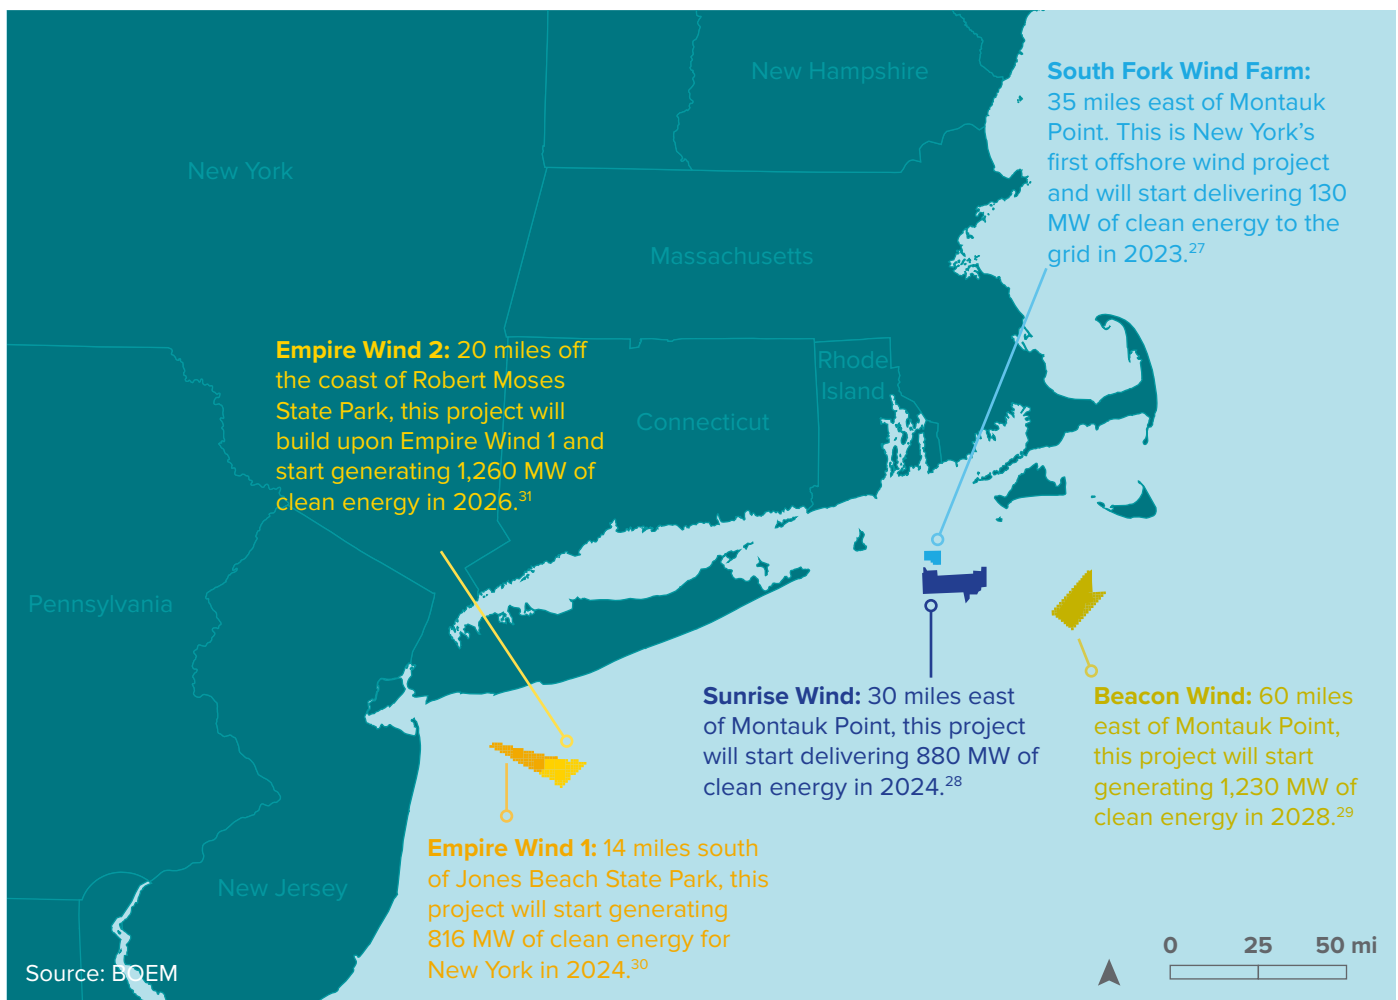 New Hampshire
South Fork Wind Farm:
35 miles east of Montauk
Point. This is New York’s
first offshore wind project
and will start delivering 130
MW of clean energy to the
grid in 2023.27
New York
Massachusetts
Empire Wind 2: 20 miles off
the coast of Robert Moses
State Park, this project will
build upon Empire Wind 1 and
start generating 1,260 MW of
clean energy in 2026.31
Rhode
Island
Connecticut
Pennsylvania
Sunrise Wind: 30 miles east
of Montauk Point, this project
will start delivering 880 MW of
clean energy in 2024.28
Beacon Wind: 60 miles
east of Montauk Point,
this project will start
generating 1,230 MW of
clean energy in 2028.29
Empire Wind 1: 14 miles south
of Jones Beach State Park, this
project will start generating
816 MW of clean energy for
New York in 2024.30
New Jersey
Source: BOEM
0 25 50 mi